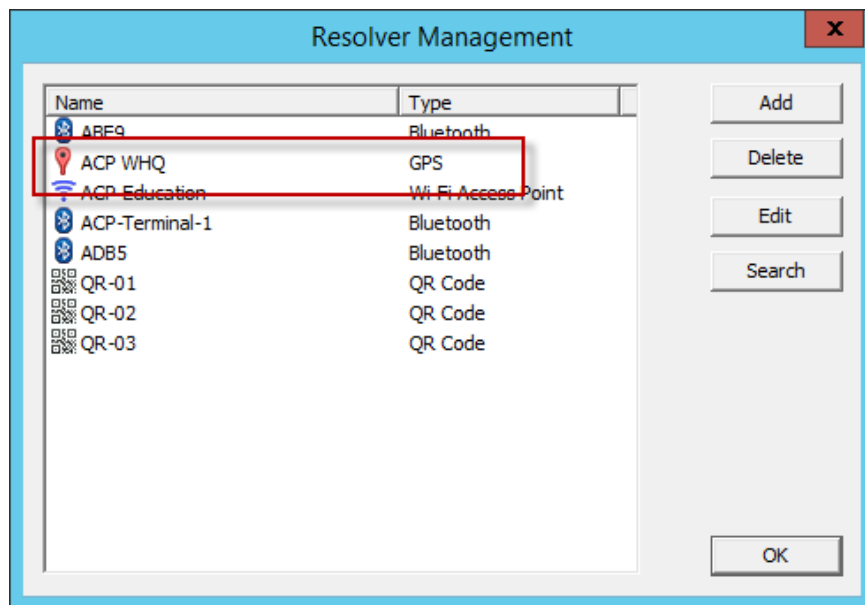 Resolver Management
x
Name Type
ABE9 Bluetooth
ACP WHQ GPS
ACP Education Wi-Fi Access Point
ACP-Terminal-1 Bluetooth
ADB5 Bluetooth
QR-01 QR Code
QR-02 QR Code
QR-03 QR Code
Add
Delete
Edit
Search
OK